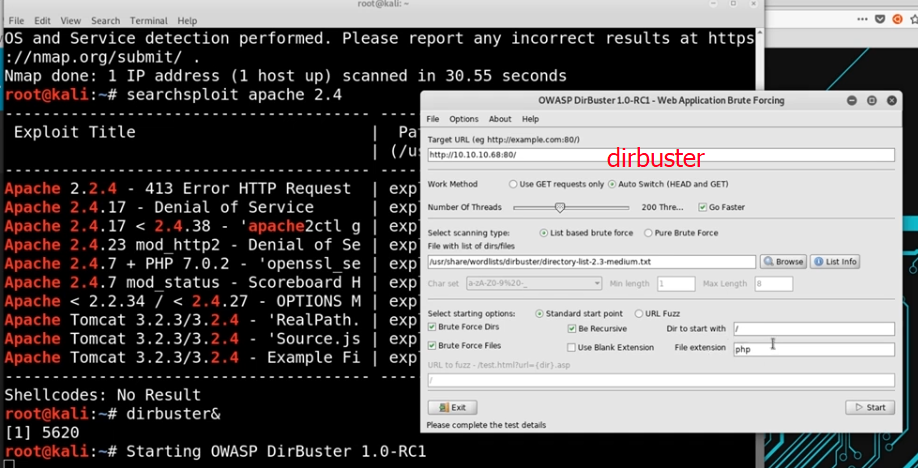 root@kali: ~
File Edit View Search Terminal Help
OS and Service detection performed. Please report any incorrect results at https
://nmap.org/submit/ .
Nmap done: 1 IP address (1 host up) scanned in 30.55 seconds
root@kali:~# searchsploit apache 2.4
Exploit Title | Pa
| (/us
Apache 2.2.4 - 413 Error HTTP Request | expl
Apache 2.4.17 - Denial of Service | expl
Apache 2.4.17 < 2.4.38 - 'apache2ctl g | expl
Apache 2.4.23 mod_http2 - Denial of Se | expl
Apache 2.4.7 + PHP 7.0.2 - 'openssl_se | expl
Apache 2.4.7 mod_status - Scoreboard H | expl
Apache < 2.2.34 / < 2.4.27 - OPTIONS M | expl
Apache Tomcat 3.2.3/3.2.4 - 'RealPath. | expl
Apache Tomcat 3.2.3/3.2.4 - 'Source.js | expl
Apache Tomcat 3.2.3/3.2.4 - Example Fi | expl
Shellcodes: No Result
root@kali:~# dirbuster&
[1] 5620
root@kali:~# Starting OWASP DirBuster 1.0-RC1
OWASP DirBuster 1.0-RC1 - Web Application Brute Forcing
File Options About Help
Target URL (eg http://example.com:80/)
http://10.10.10.68:80/
dirbuster
Work Method Use GET requests only Auto Switch (HEAD and GET)
Number Of Threads 200 Thre... Go Faster
Select scanning type: List based brute force Pure Brute Force
File with list of dirs/files
/usr/share/wordlists/dirbuster/directory-list-2.3-medium.txt Browse List Info
Char set a-zA-Z0-9%20-_ Min length 1 Max Length 8
Select starting options: Standard start point URL Fuzz
Brute Force Dirs Be Recursive Dir to start with /
Brute Force Files Use Blank Extension File extension php
URL to fuzz - /test.html?url={dir}.asp
/
Exit Start
Please complete the test details